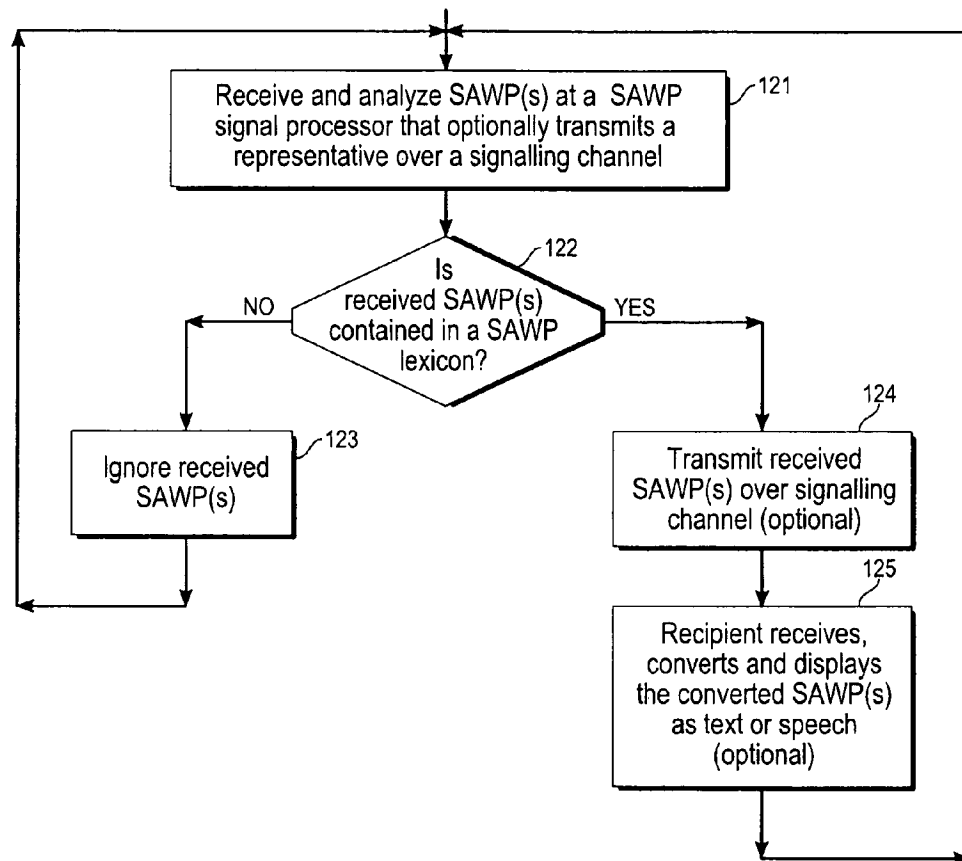 Receive and analyze SAWP(s) at a SAWP
signal processor that optionally transmits a
representative over a signalling channel
121
Is
received SAWP(s)
contained in a SAWP
lexicon?
122
NO
YES
Ignore received
SAWP(s)
123
124
Transmit received
SAWP(s) over signalling
channel (optional)
125
Recipient receives,
converts and displays
the converted SAWP(s)
as text or speech
(optional)